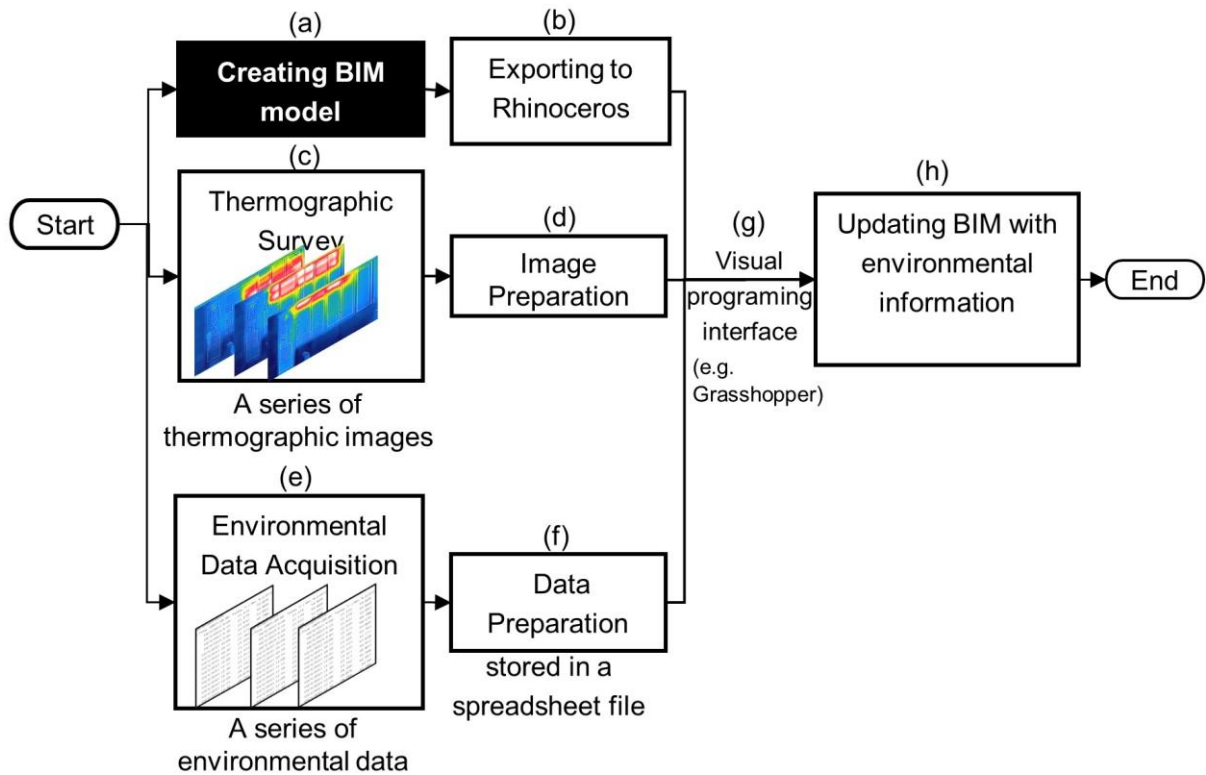 (a)
Creating BIM
model
(b)
Exporting to
Rhinoceros
Start
(c)
Thermographic
Survey
A series of
thermographic images
(d)
Image
Preparation
(e)
Environmental
Data Acquisition
A series of
environmental data
(f)
Data
Preparation
stored in a
spreadsheet file
(g)
Visual
programing
interface
(e.g.
Grasshopper)
(h)
Updating BIM with
environmental
information
End